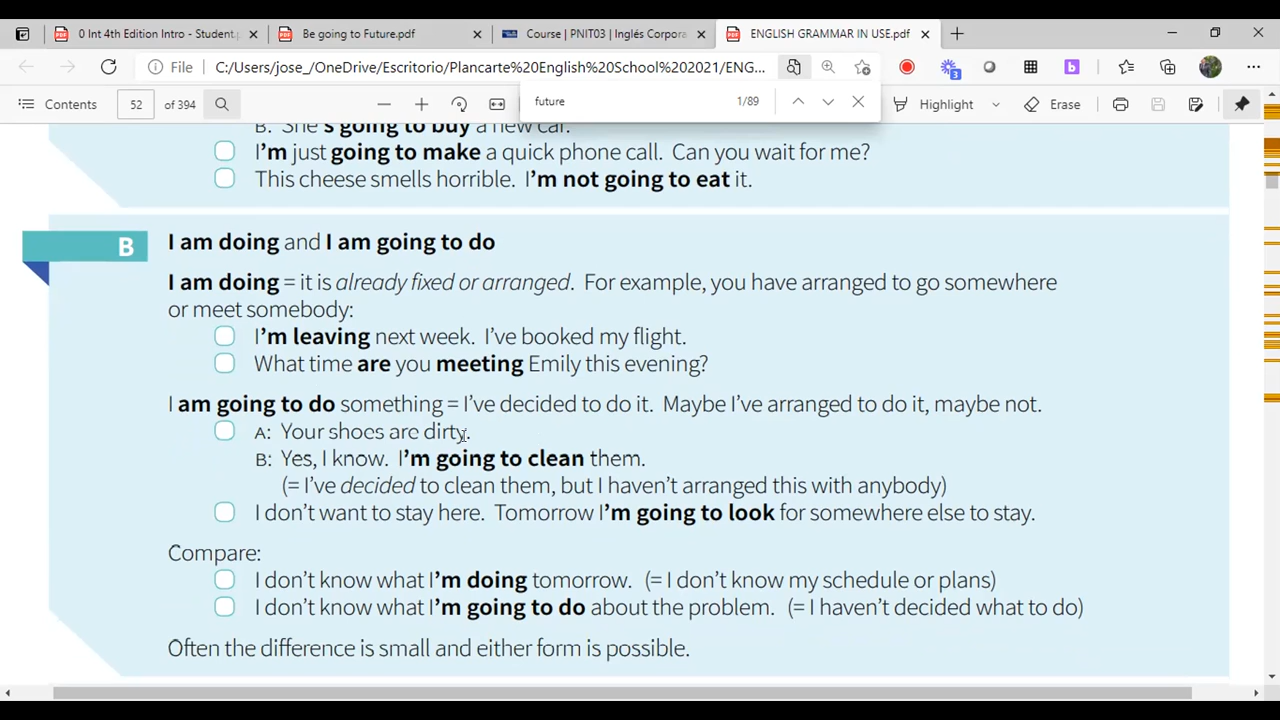 0 Int 4th Edition Intro - Student.p
Be going to Future.pdf
Course | PNIT03 | Inglés Corpora
ENGLISH GRAMMAR IN USE.pdf
File
C:/Users/jose_/OneDrive/Escritorio/Plancarte%20English%20School%202021/ENG...
3
b
Contents
52
of 394
future
1/89
Highlight
Erase
B: She's going to buy a new car.
I'm just going to make a quick phone call. Can you wait for me?
This cheese smells horrible. I'm not going to eat it.
B
I am doing and I am going to do
I am doing = it is already fixed or arranged. For example, you have arranged to go somewhere
or meet somebody:
I'm leaving next week. I've booked my flight.
What time are you meeting Emily this evening?
I am going to do something = I've decided to do it. Maybe I've arranged to do it, maybe not.
A: Your shoes are dirty.
B: Yes, I know. I'm going to clean them.
(= I've decided to clean them, but I haven't arranged this with anybody)
I don't want to stay here. Tomorrow I'm going to look for somewhere else to stay.
Compare:
I don't know what I'm doing tomorrow. (= I don't know my schedule or plans)
I don't know what I'm going to do about the problem. (= I haven't decided what to do)
Often the difference is small and either form is possible.